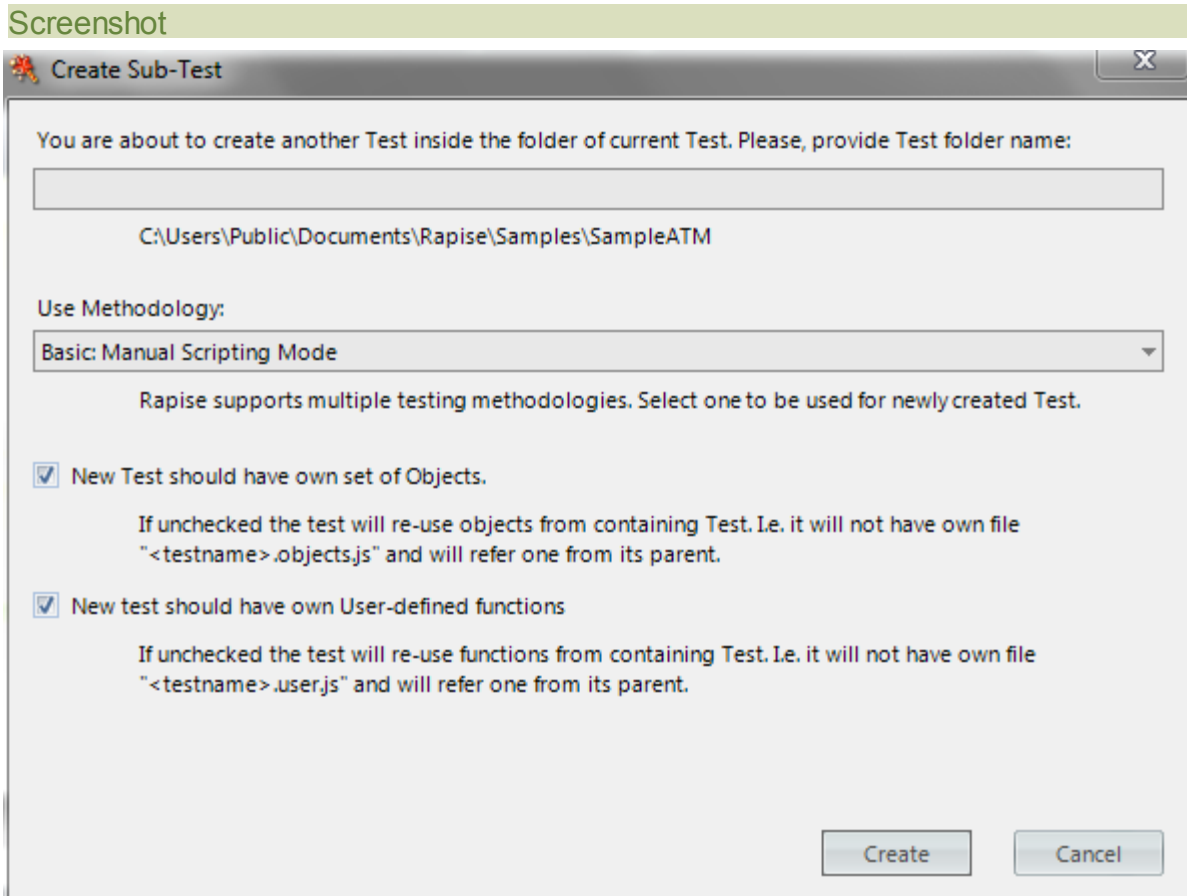 Screenshot
Create Sub-Test
You are about to create another Test inside the folder of current Test. Please, provide Test folder name:
C:\Users\Public\Documents\Rapise\Samples\SampleATM
Use Methodology:
Basic: Manual Scripting Mode
Rapise supports multiple testing methodologies. Select one to be used for newly created Test.
New Test should have own set of Objects.
If unchecked the test will re-use objects from containing Test. I.e. it will not have own file
"<testname>.objects.js" and will refer one from its parent.
New test should have own User-defined functions
If unchecked the test will re-use functions from containing Test. I.e. it will not have own file
"<testname>.user.js" and will refer one from its parent.
Create
Cancel